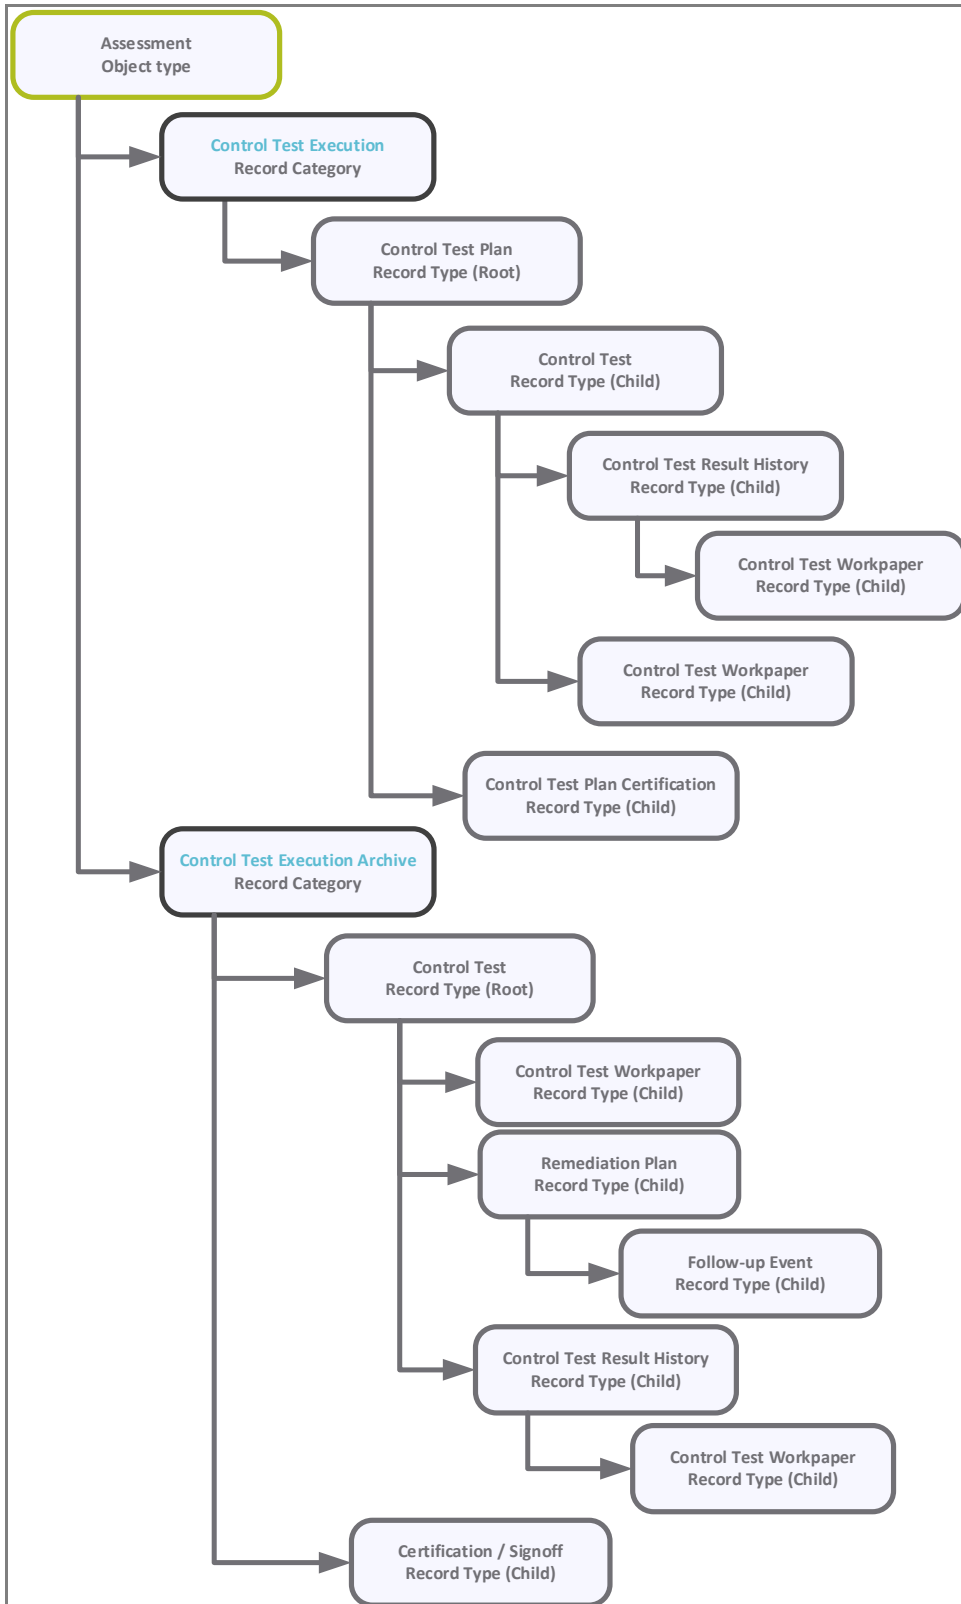 Assessment
Object type
Control Test Execution
Record Category
Control Test Plan
Record Type (Root)
Control Test
Record Type (Child)
Control Test Result History
Record Type (Child)
Control Test Workpaper
Record Type (Child)
Control Test Workpaper
Record Type (Child)
Control Test Plan Certification
Record Type (Child)
Control Test Execution Archive
Record Category
Control Test
Record Type (Root)
Control Test Workpaper
Record Type (Child)
Remediation Plan
Record Type (Child)
Follow-up Event
Record Type (Child)
Control Test Result History
Record Type (Child)
Control Test Workpaper
Record Type (Child)
Certification / Signoff
Record Type (Child)